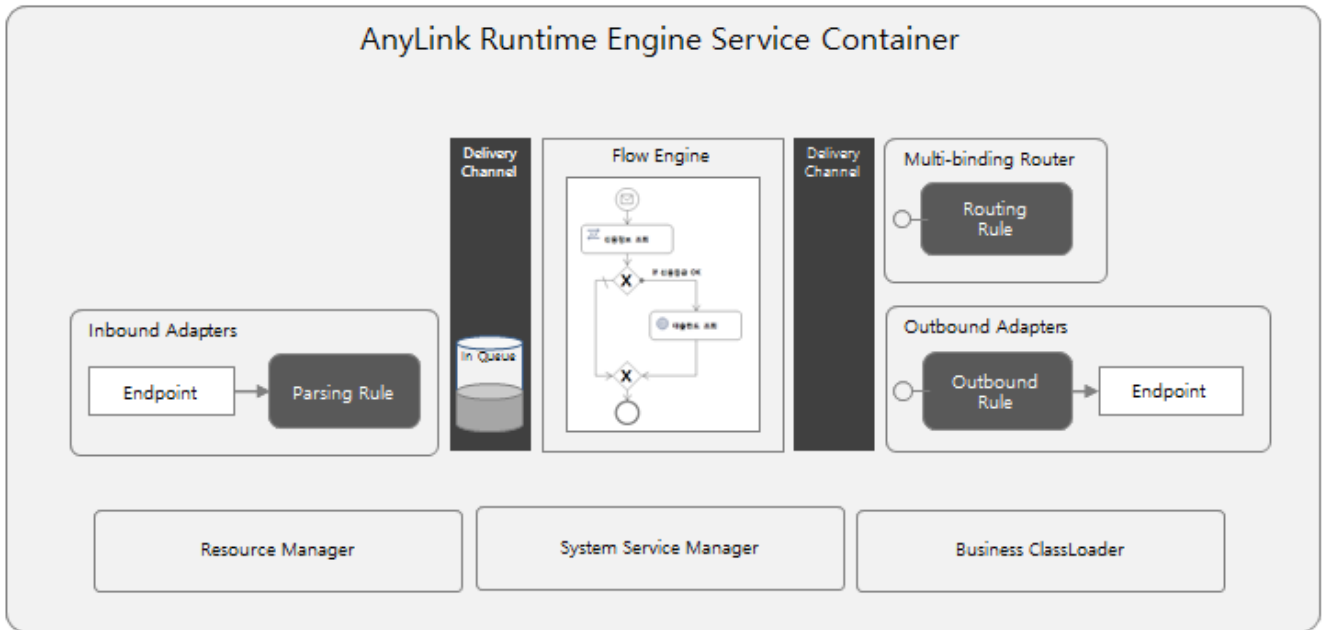 AnyLink Runtime Engine Service Container
Delivery
Channel
Flow Engine
Delivery
Channel
Multi-binding Router
Routing
Rule
X
Inbound Adapters
Endpoint
Parsing Rule
In Queue
X
Outbound Adapters
Outbound
Rule
Endpoint
Resource Manager
System Service Manager
Business ClassLoader